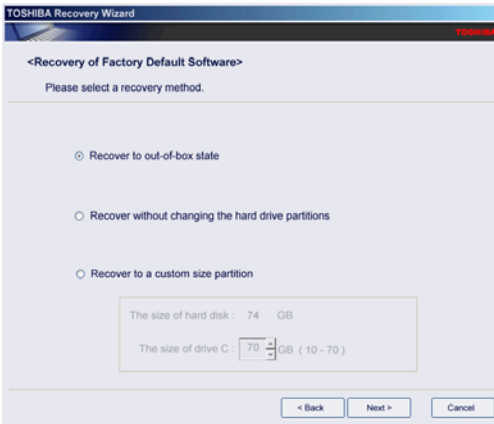 TOSHIBA Recovery Wizard
TOSHIBA
<Recovery of Factory Default Software>
Please select a recovery method.
Recover to out-of-box state
Recover without changing the hard drive partitions
Recover to a custom size partition
The size of hard disk : 74 GB
The size of drive C : 70 GB ( 10 - 70 )
< Back Next > Cancel